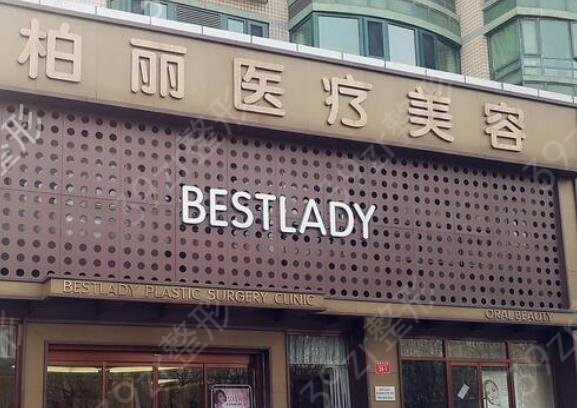 柏丽医疗美容
BESTLADY
BESTLADY PLASTIC SURGERY CLINIC
ORAL BEAUTY